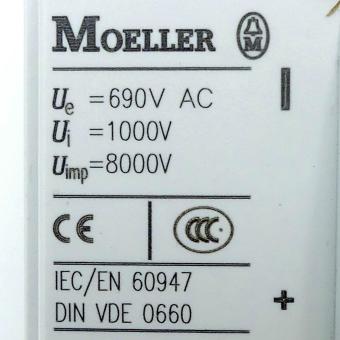 MOELLER
Ue =690V AC
Ui =1000V
Uimp=8000V
CE CCC
IEC/EN 60947
DIN VDE 0660
+